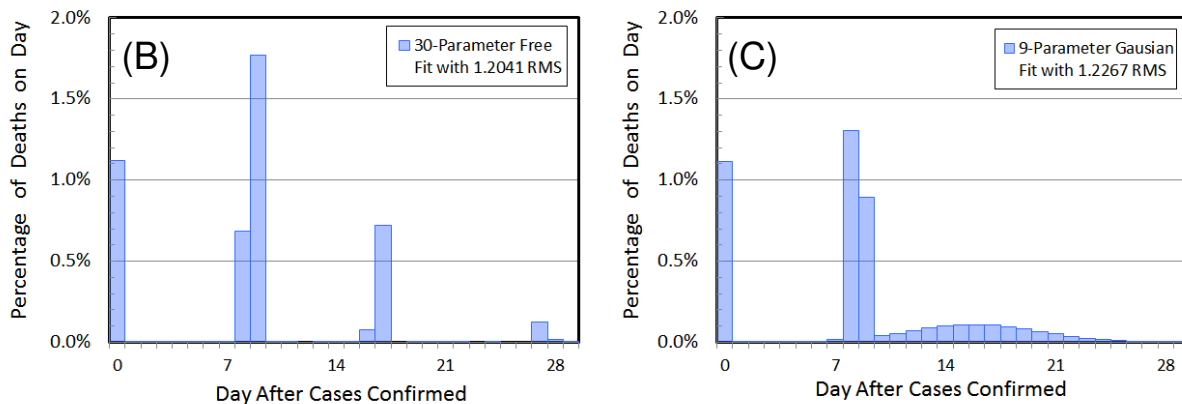 (B)
30-Parameter Free
Fit with 1.2041 RMS
Percentage of Deaths on Day
2.0%
1.5%
1.0%
0.5%
0.0%
0 7 14 21 28
Day After Cases Confirmed
(C)
9-Parameter Gausian
Fit with 1.2267 RMS
Percentage of Deaths on Day
2.0%
1.5%
1.0%
0.5%
0.0%
0 7 14 21 28
Day After Cases Confirmed